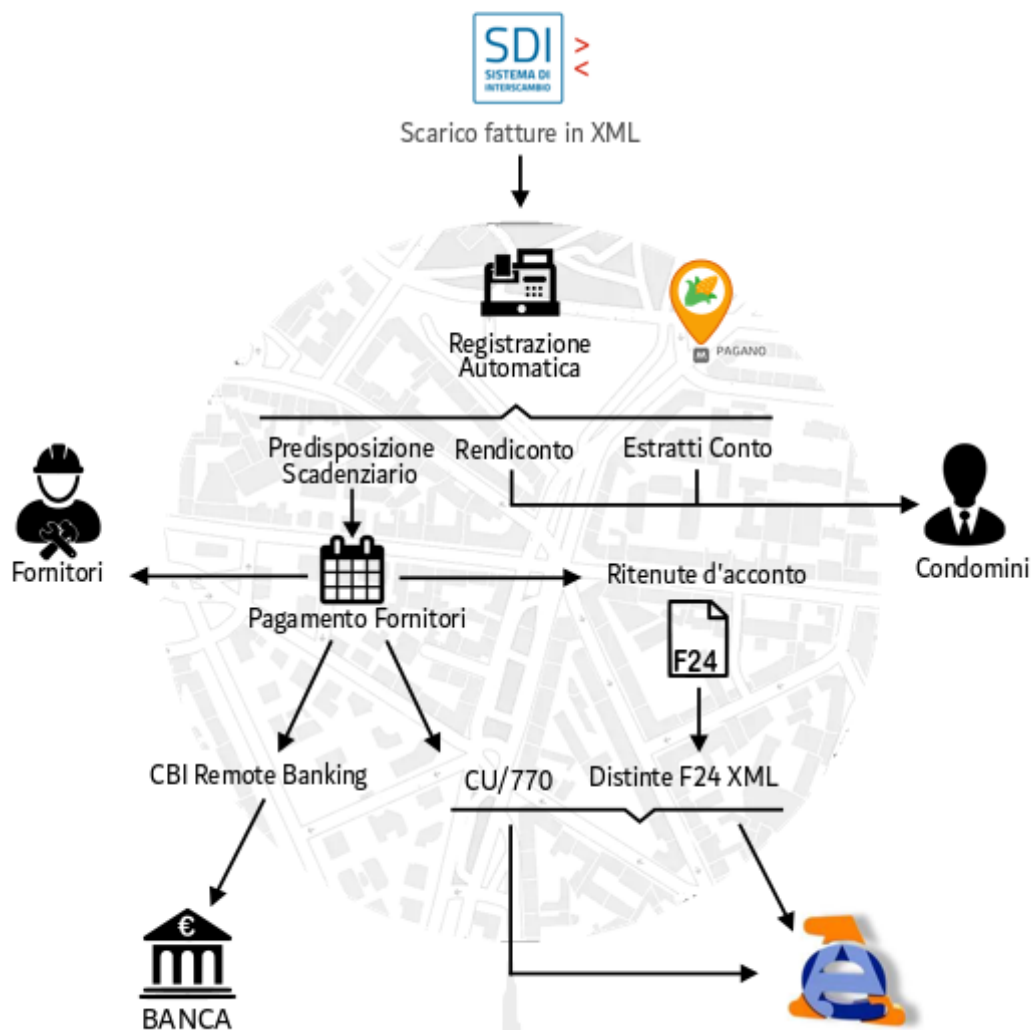 SDI
SISTEMA DI
INTERSCAMBIO
>
<
Scarico fatture in XML
Registrazione
Automatica
M PAGANO
Predisposizione
Scadenziario
Rendiconto
Estratti Conto
Fornitori
Condomini
Pagamento Fornitori
Ritenute d'acconto
F24
CBI Remote Banking
CU/770
Distinte F24 XML
€
BANCA
e